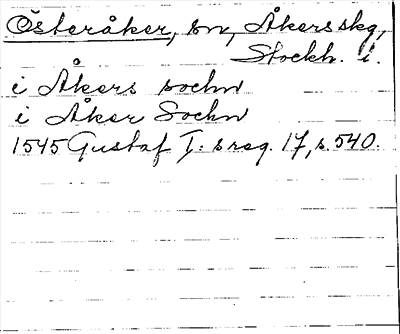 Österåker, sn, Åkers skg,
Stockh. l.
i Åkers sochn
i Åker Sochn
1545 Gustaf I: s reg. 17, s. 540.